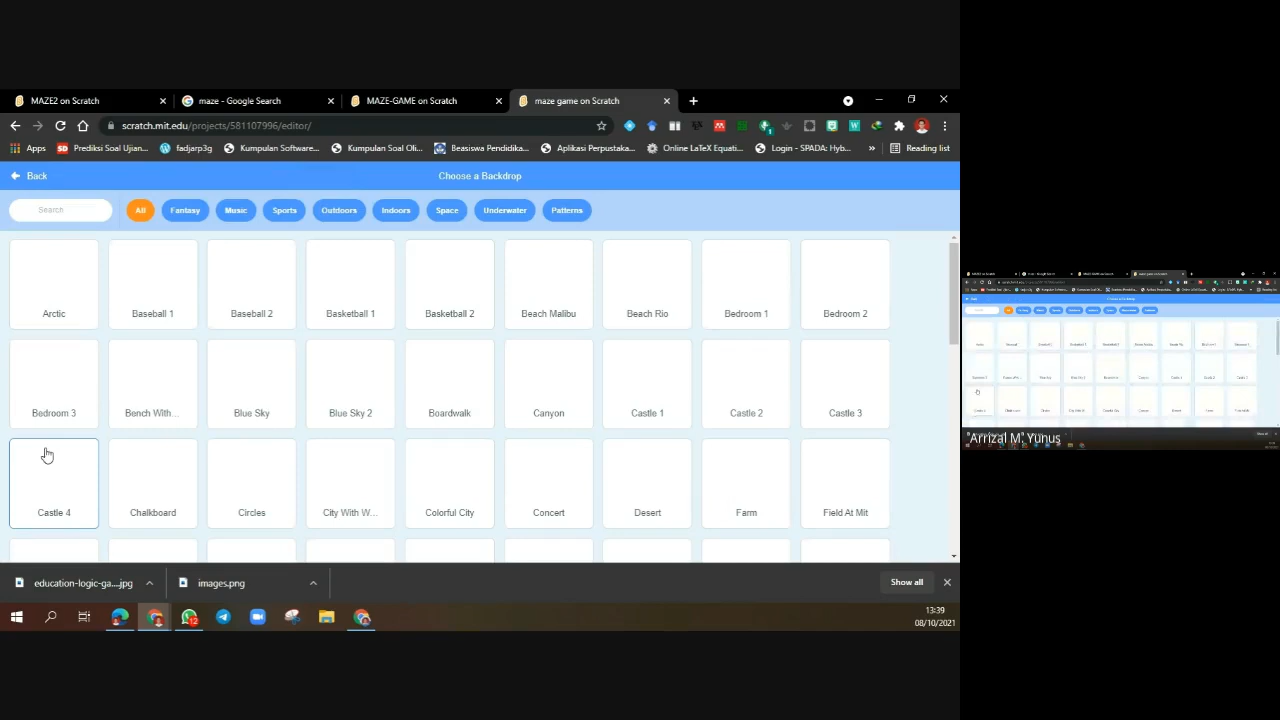 MAZE2 on Scratch
maze - Google Search
MAZE-GAME on Scratch
maze game on Scratch
scratch.mit.edu/projects/581107996/editor/
Apps
Prediksi Soal Ujian...
fadjarp3g
Kumpulan Software...
Kumpulan Soal Oli...
Beasiswa Pendidika...
Aplikasi Perpustaka...
Online LaTeX Equati...
Login - SPADA: Hyb...
»
Reading list
Back
Choose a Backdrop
Search
All
Fantasy
Music
Sports
Outdoors
Indoors
Space
Underwater
Patterns
Arctic
Baseball 1
Baseball 2
Basketball 1
Basketball 2
Beach Malibu
Beach Rio
Bedroom 1
Bedroom 2
Bedroom 3
Bench With...
Blue Sky
Blue Sky 2
Boardwalk
Canyon
Castle 1
Castle 2
Castle 3
Castle 4
Chalkboard
Circles
City With W...
Colorful City
Concert
Desert
Farm
Field At Mit
education-logic-ga....jpg
images.png
Show all
12
13:39
08/10/2021
Arrizal M. Yunus